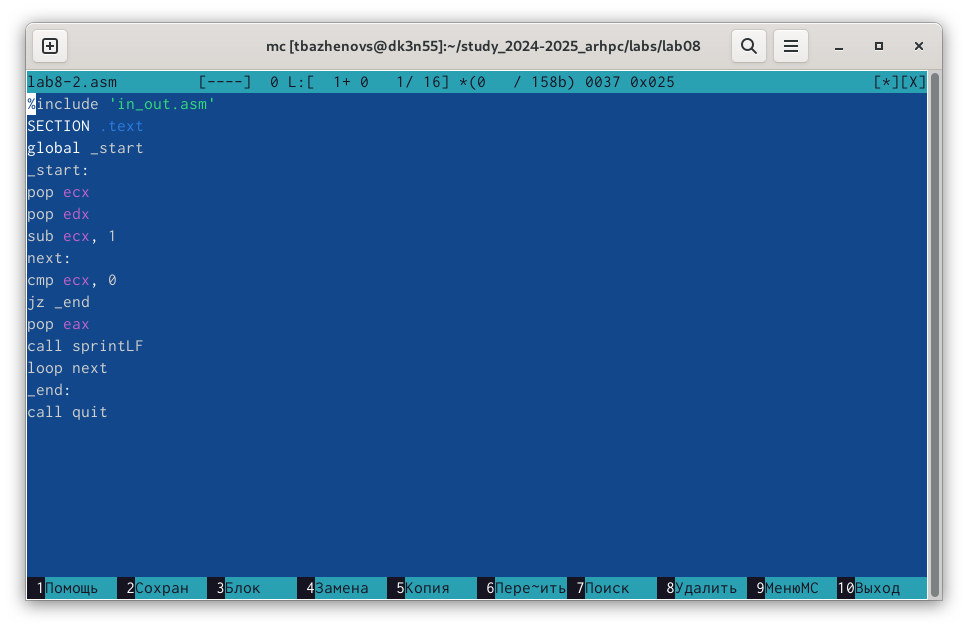 mc [tbazhenovs@dk3n55]:~/study_2024-2025_arhpc/labs/lab08
lab8-2.asm [----] 0 L:[ 1+ 0 1/ 16] *(0 / 158b) 0037 0x025 [*][X]
%include 'in_out.asm'
SECTION .text
global _start
_start:
pop ecx
pop edx
sub ecx, 1
next:
cmp ecx, 0
jz _end
pop eax
call sprintLF
loop next
_end:
call quit
1Помощь 2Сохран 3Блок 4Замена 5Копия 6Пере~ить 7Поиск 8Удалить 9МенюMC 10Выход